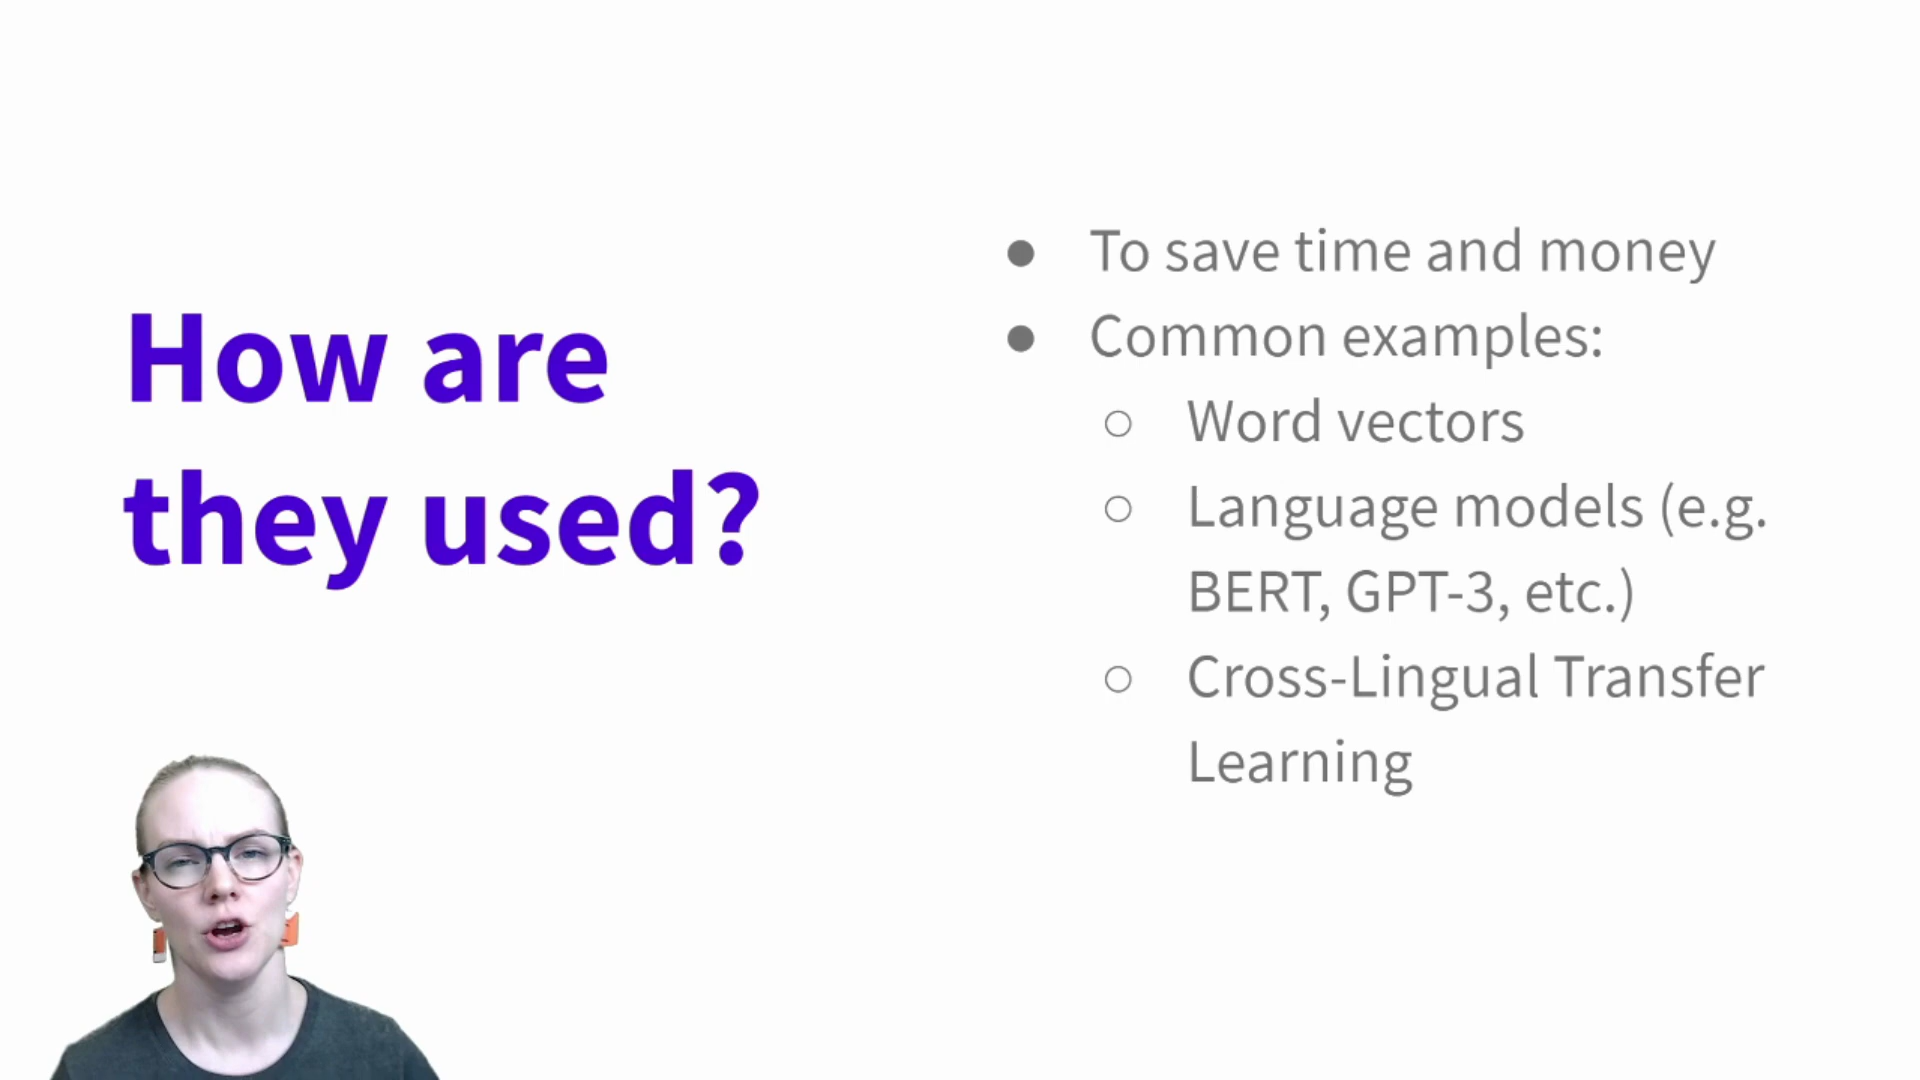 How are
they used?
● To save time and money
● Common examples:
○ Word vectors
○ Language models (e.g.
BERT, GPT-3, etc.)
○ Cross-Lingual Transfer
Learning